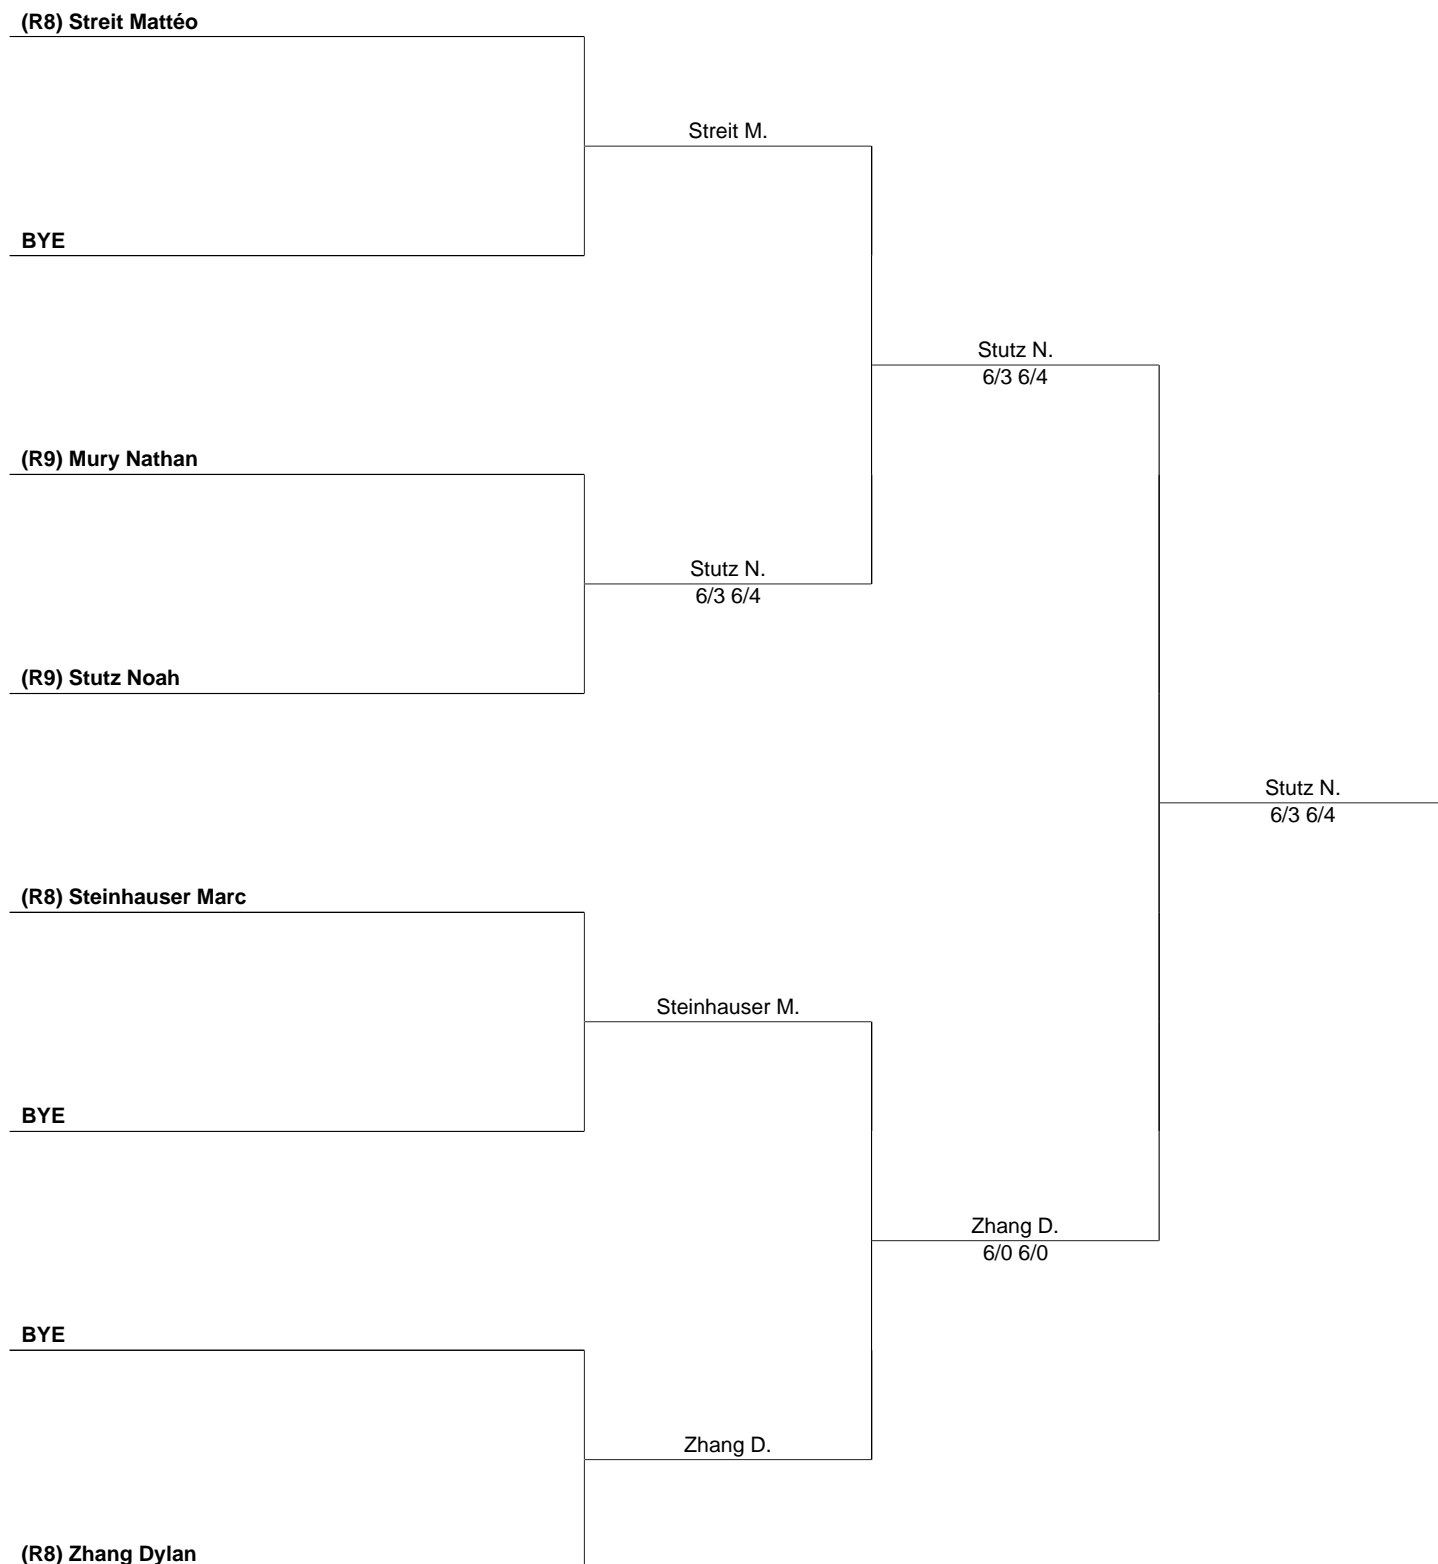 (R8) Streit Mattéo
Streit M.
BYE
Stutz N.
6/3 6/4
(R9) Mury Nathan
Stutz N.
6/3 6/4
(R9) Stutz Noah
Stutz N.
6/3 6/4
(R8) Steinhauser Marc
Steinhauser M.
BYE
Zhang D.
6/0 6/0
BYE
Zhang D.
(R8) Zhang Dylan